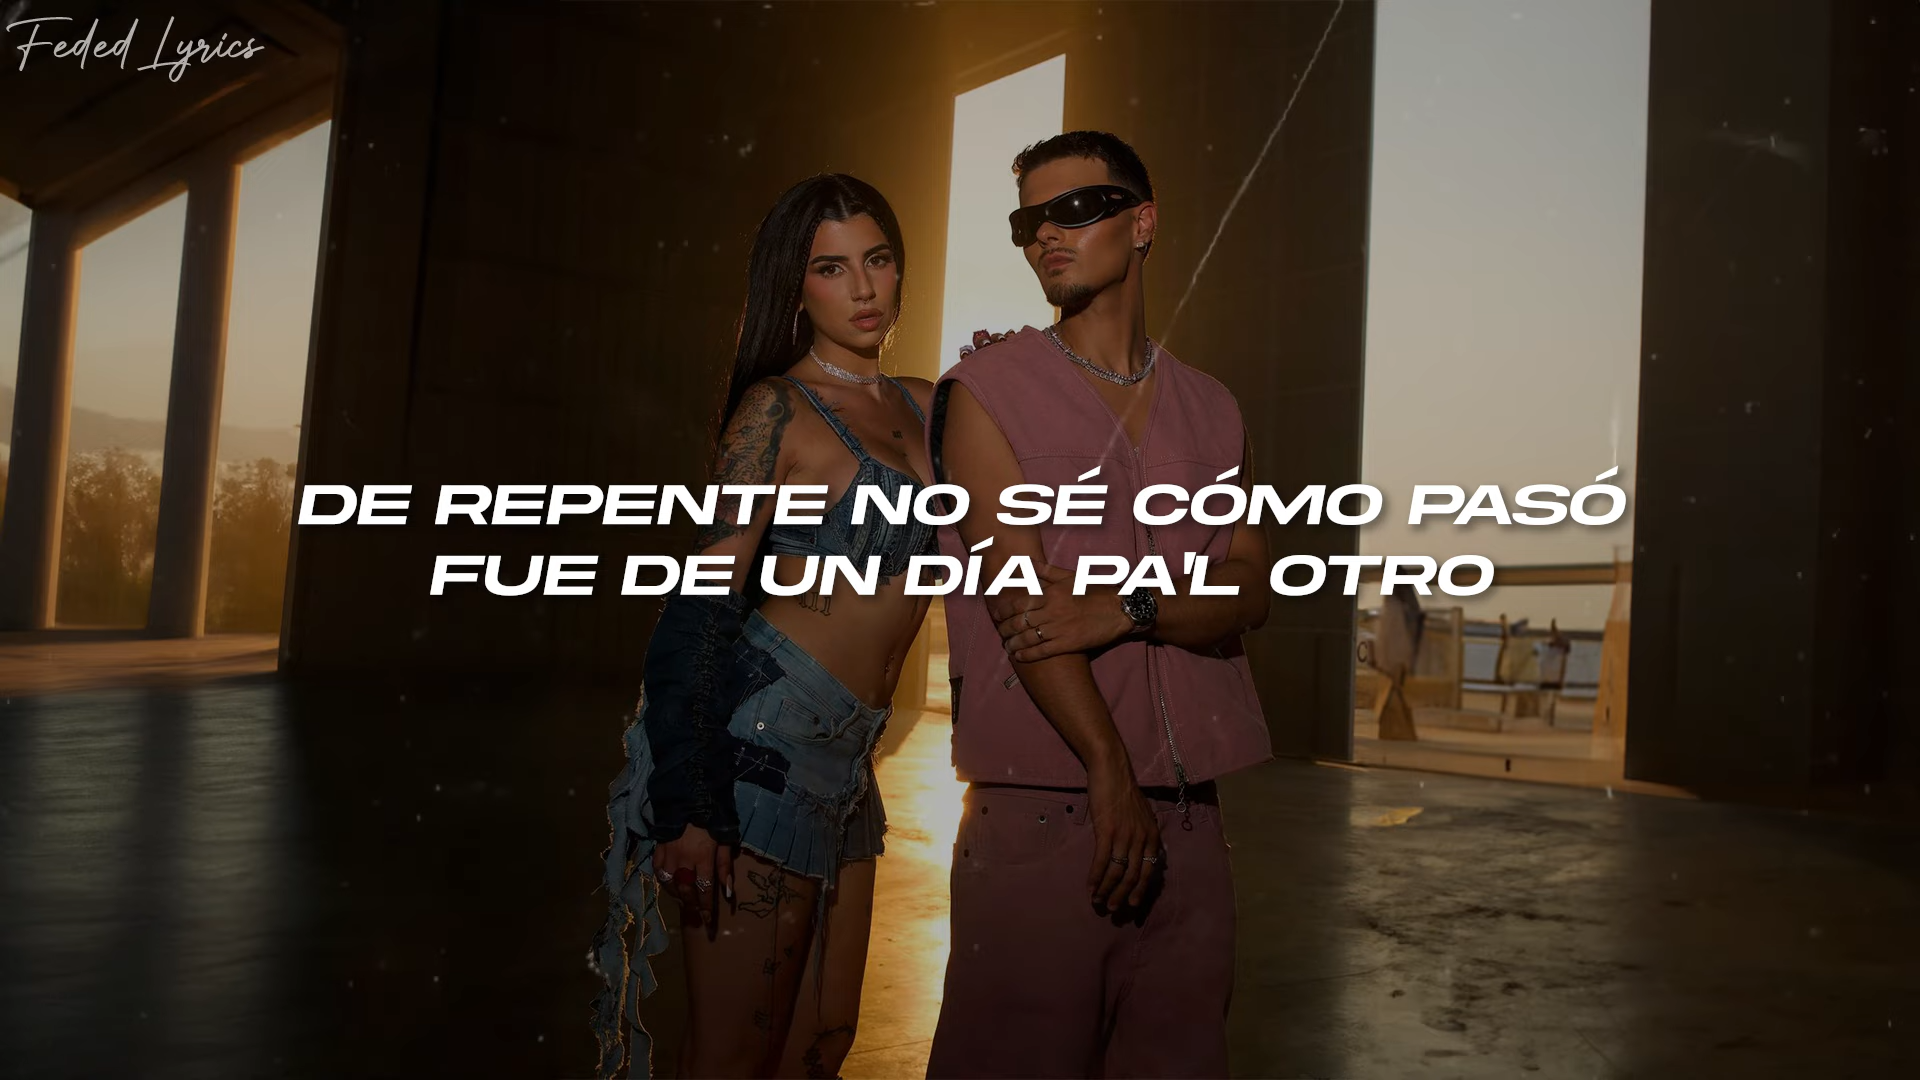 Feded Lyrics
DE REPENTE NO SÉ CÓMO PASÓ
FUE DE UN DÍA PA'L OTRO